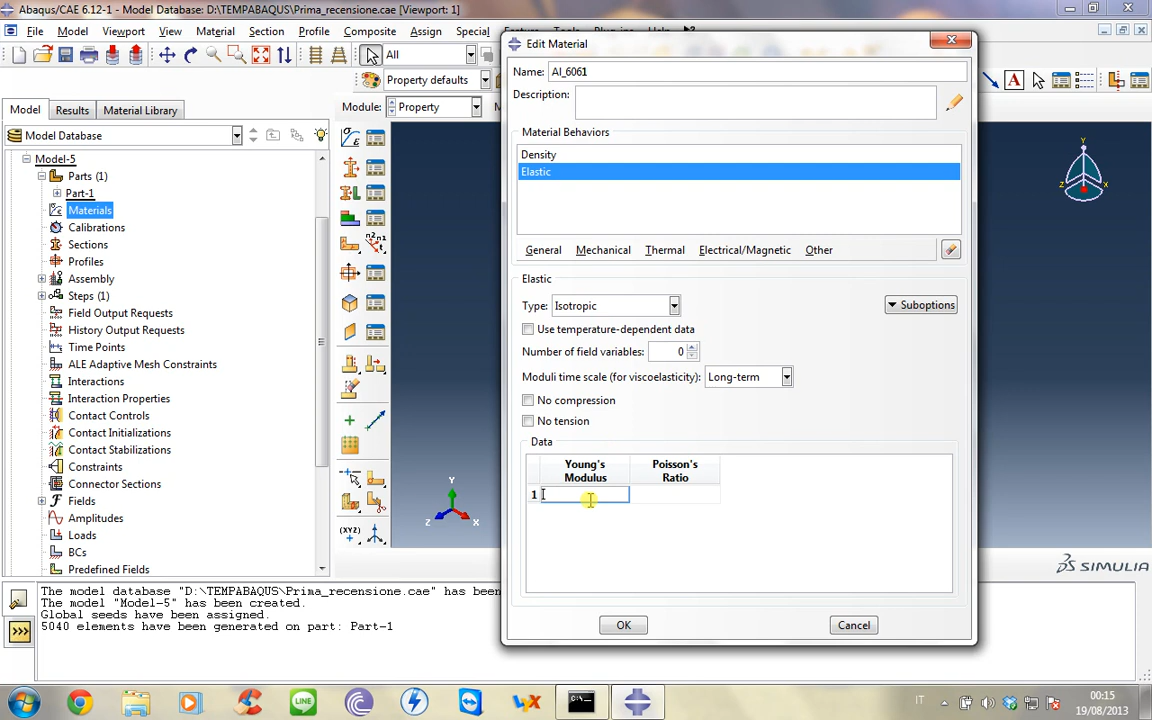 Abaqus/CAE 6.12-1 - Model Database: D:\TEMPABAQUS\Prima_recensione.cae [Viewport: 1]
File Model Viewport View Material Section Profile Composite Assign Special
All
Property defaults
Model Results Material Library
Module: Property
Model Database
Model-5
Parts (1)
Part-1
Materials
Calibrations
Sections
Profiles
Assembly
Steps (1)
Field Output Requests
History Output Requests
Time Points
ALE Adaptive Mesh Constraints
Interactions
Interaction Properties
Contact Controls
Contact Initializations
Contact Stabilizations
Constraints
Connector Sections
Fields
Amplitudes
Loads
BCs
Predefined Fields
Edit Material
Name: Al_6061
Description:
Material Behaviors
Density
Elastic
General Mechanical Thermal Electrical/Magnetic Other
Elastic
Type: Isotropic Suboptions
Use temperature-dependent data
Number of field variables: 0
Moduli time scale (for viscoelasticity): Long-term
No compression
No tension
Data
Young's Modulus
Poisson's Ratio
1
OK Cancel
Y
Z X
Y
Z X
SIMULIA
The model database "D:\TEMPABAQUS\Prima_recensione.cae" has been
The model "Model-5" has been created.
Global seeds have been assigned.
5040 elements have been generated on part: Part-1
IT
00:15
19/08/2013